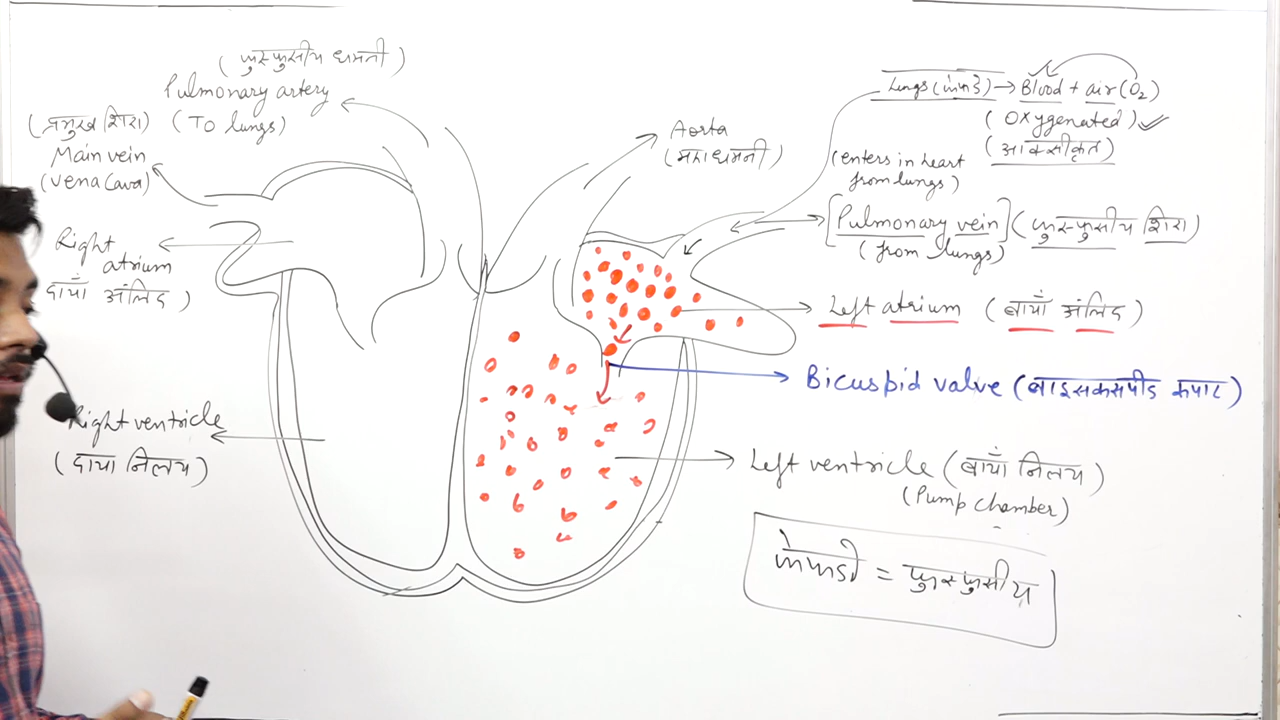 (फुस्फुसीय धमनी)
Pulmonary artery
(To lungs)
(प्रमुख शिरा)
Main vein
(Vena Cava)
Right
atrium
दायाँ अलिंद )
Right ventricle
(दाया निलय)
Aorta
(महाधमनी)
Lungs → Blood + air(O₂)
(Oxygenated) ✓
(आक्सीकृत)
(enters in heart
from lungs)
[Pulmonary vein] (फुस्फुसीय शिरा)
(from lungs)
Left atrium (बायाँ अलिंद)
Bicuspid valve (बाइसकसपीड कपाट)
Left ventricle (बायाँ निलय)
(Pump chamber)
= फुस्फुसीय